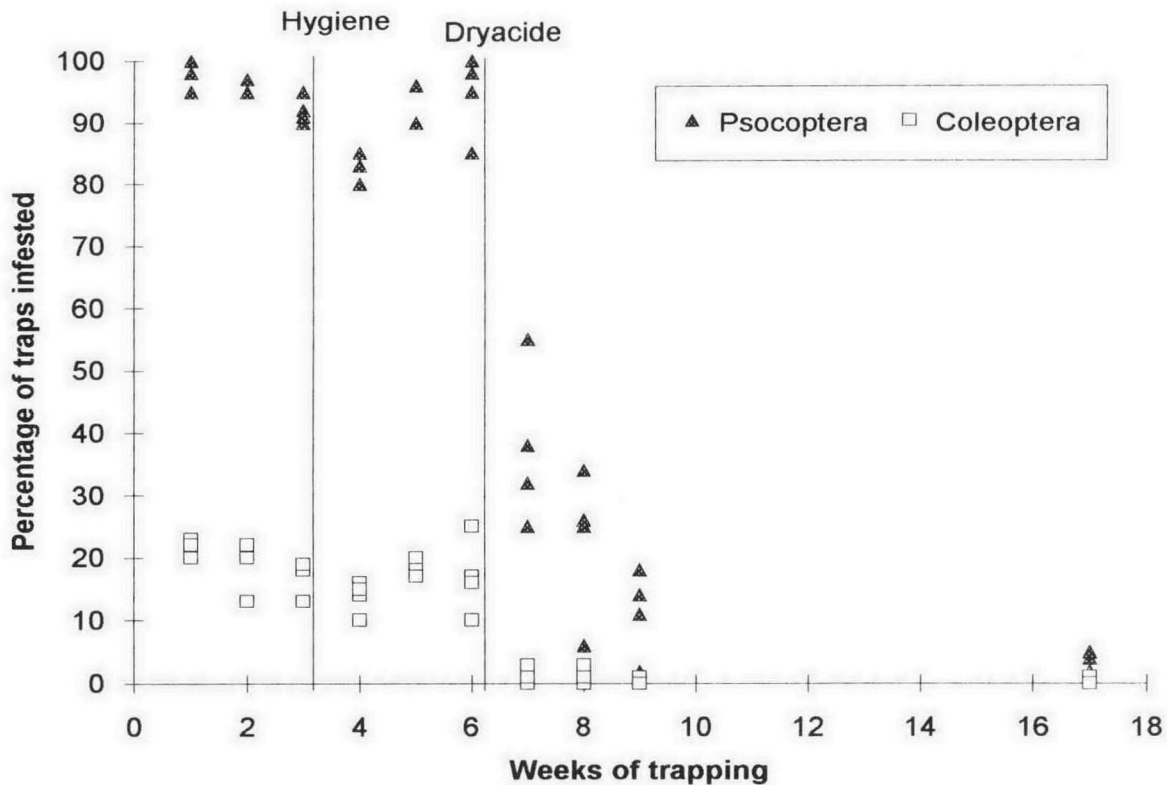 Hygiene
Dryacide
100
90
80
70
60
50
40
30
20
10
0
Percentage of traps infested
Psocoptera
Coleoptera
0 2 4 6 8 10 12 14 16 18
Weeks of trapping